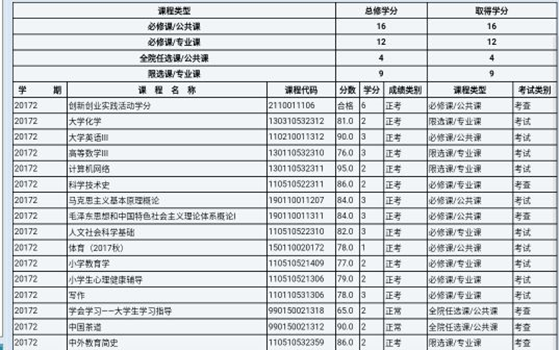 课程类型 总修学分 取得学分
必修课/公共课 16 16
必修课/专业课 12 12
全院任选课/公共课 4 4
限选课/专业课 9 9
学 期 课 程 名 称 课程代码 分数 学分 成绩类别 课程类型 考试类别
20172 创新创业实践活动学分 2110011106 合格 6 正考 必修课/公共课 考查
20172 大学化学 130310532312 81.0 2 正考 限选课/专业课 考试
20172 大学英语III 110210011312 90.0 3 正考 必修课/公共课 考试
20172 高等数学III 130110532310 76.0 3 正考 限选课/专业课 考试
20172 计算机网络 130110532311 95.0 2 正考 限选课/专业课 考试
20172 科学技术史 110510522311 86.0 2 正考 必修课/专业课 考查
20172 马克思主义基本原理概论 190110011207 84.0 3 正考 必修课/公共课 考试
20172 毛泽东思想和中国特色社会主义理论体系概论I 190110011311 84.0 3 正考 必修课/公共课 考查
20172 人文社会科学基础 110510522310 82.0 3 正考 必修课/专业课 考试
20172 体育（2017秋） 150110020172 78.0 1 正考 必修课/公共课 考试
20172 小学教育学 110510521409 77.0 2 正考 必修课/专业课 考试
20172 小学生心理健康辅导 110510521306 79.0 2 正考 必修课/专业课 考试
20172 写作 110110531306 78.0 3 正考 必修课/专业课 考试
20172 学会学习——大学生学习指导 990150021318 65.0 2 正常 全院任选课/公共课 考查
20172 中国茶道 990150021312 90.0 2 正常 全院任选课/公共课 考查
20172 中外教育简史 110510532359 86.0 2 正考 限选课/专业课 考查